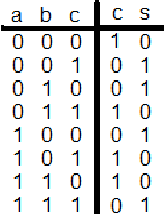 a b c c s
0 0 0 1 0
0 0 1 0 1
0 1 0 0 1
0 1 1 1 0
1 0 0 0 1
1 0 1 1 0
1 1 0 1 0
1 1 1 0 1